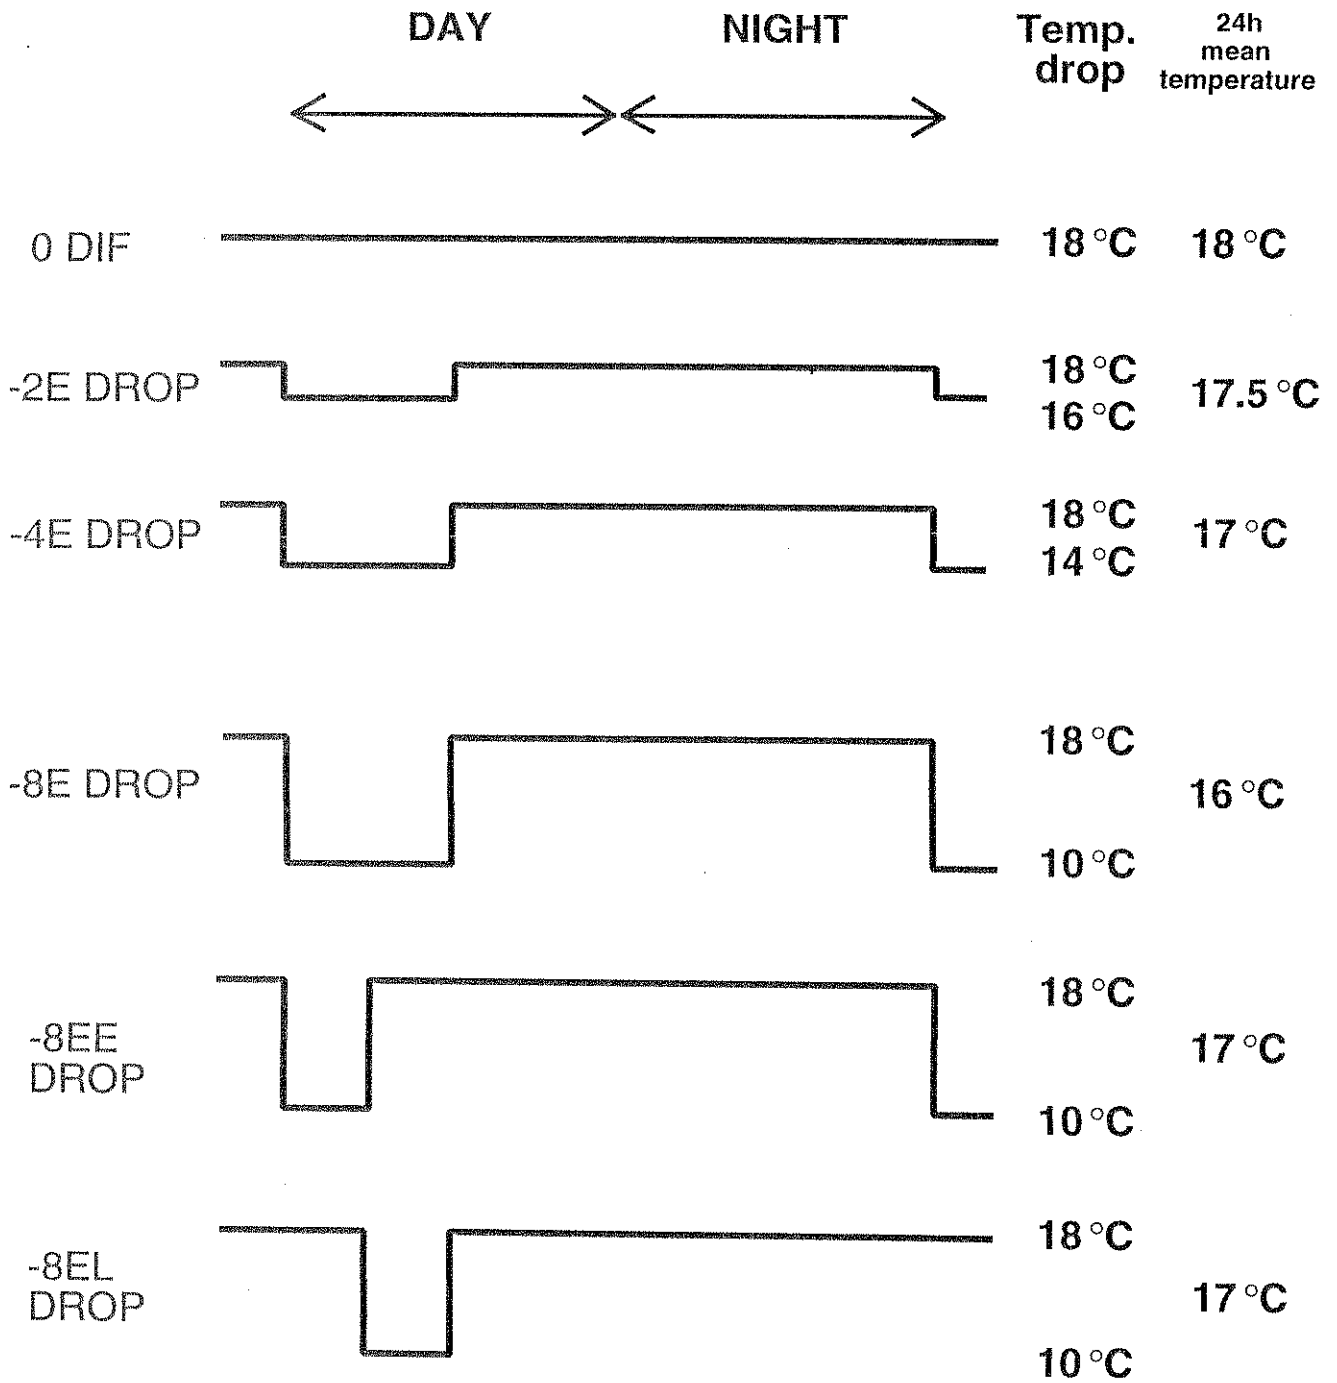 DAY NIGHT Temp. drop 24h mean temperature
0 DIF 18 °C 18 °C
-2E DROP 18 °C 16 °C 17.5 °C
-4E DROP 18 °C 14 °C 17 °C
-8E DROP 18 °C 10 °C 16 °C
-8EE DROP 18 °C 10 °C 17 °C
-8EL DROP 18 °C 10 °C 17 °C